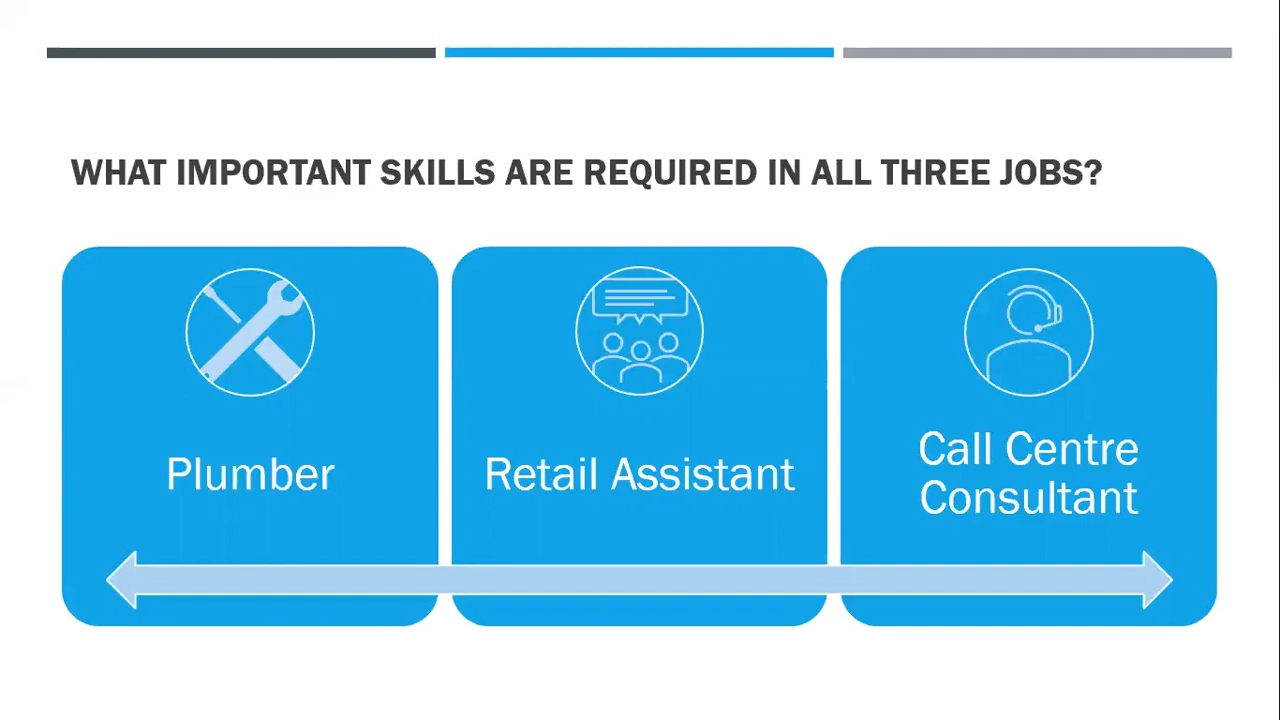 WHAT IMPORTANT SKILLS ARE REQUIRED IN ALL THREE JOBS?
Plumber
Retail Assistant
Call Centre
Consultant